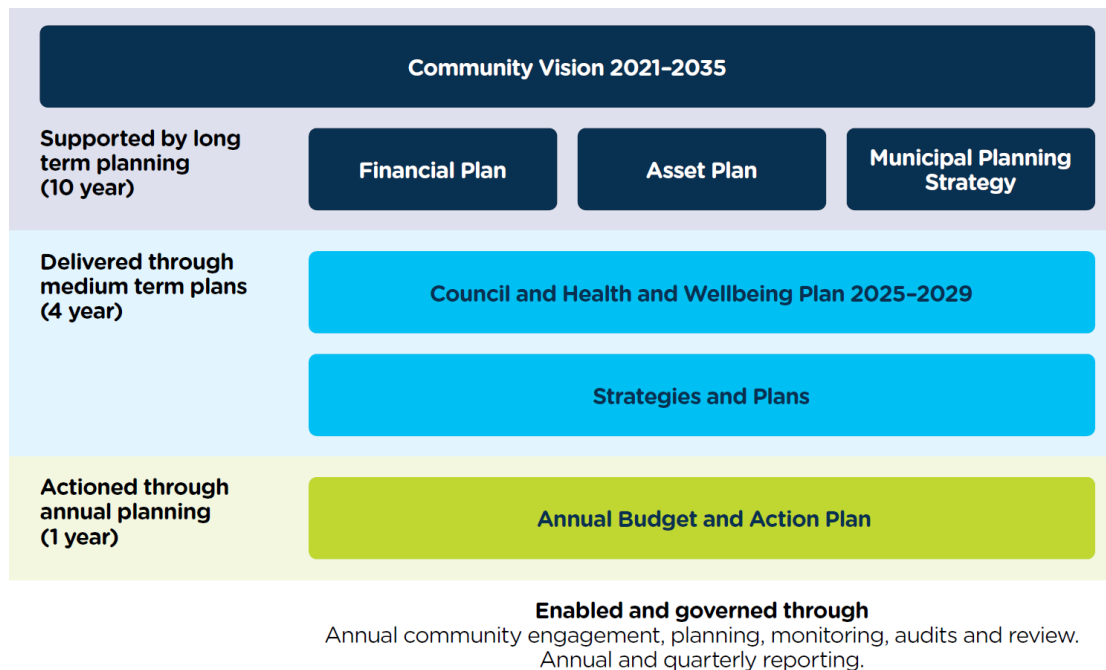 Community Vision 2021–2035
Supported by long
term planning
(10 year)
Financial Plan
Asset Plan
Municipal Planning
Strategy
Delivered through
medium term plans
(4 year)
Council and Health and Wellbeing Plan 2025–2029
Strategies and Plans
Actioned through
annual planning
(1 year)
Annual Budget and Action Plan
Enabled and governed through
Annual community engagement, planning, monitoring, audits and review.
Annual and quarterly reporting.